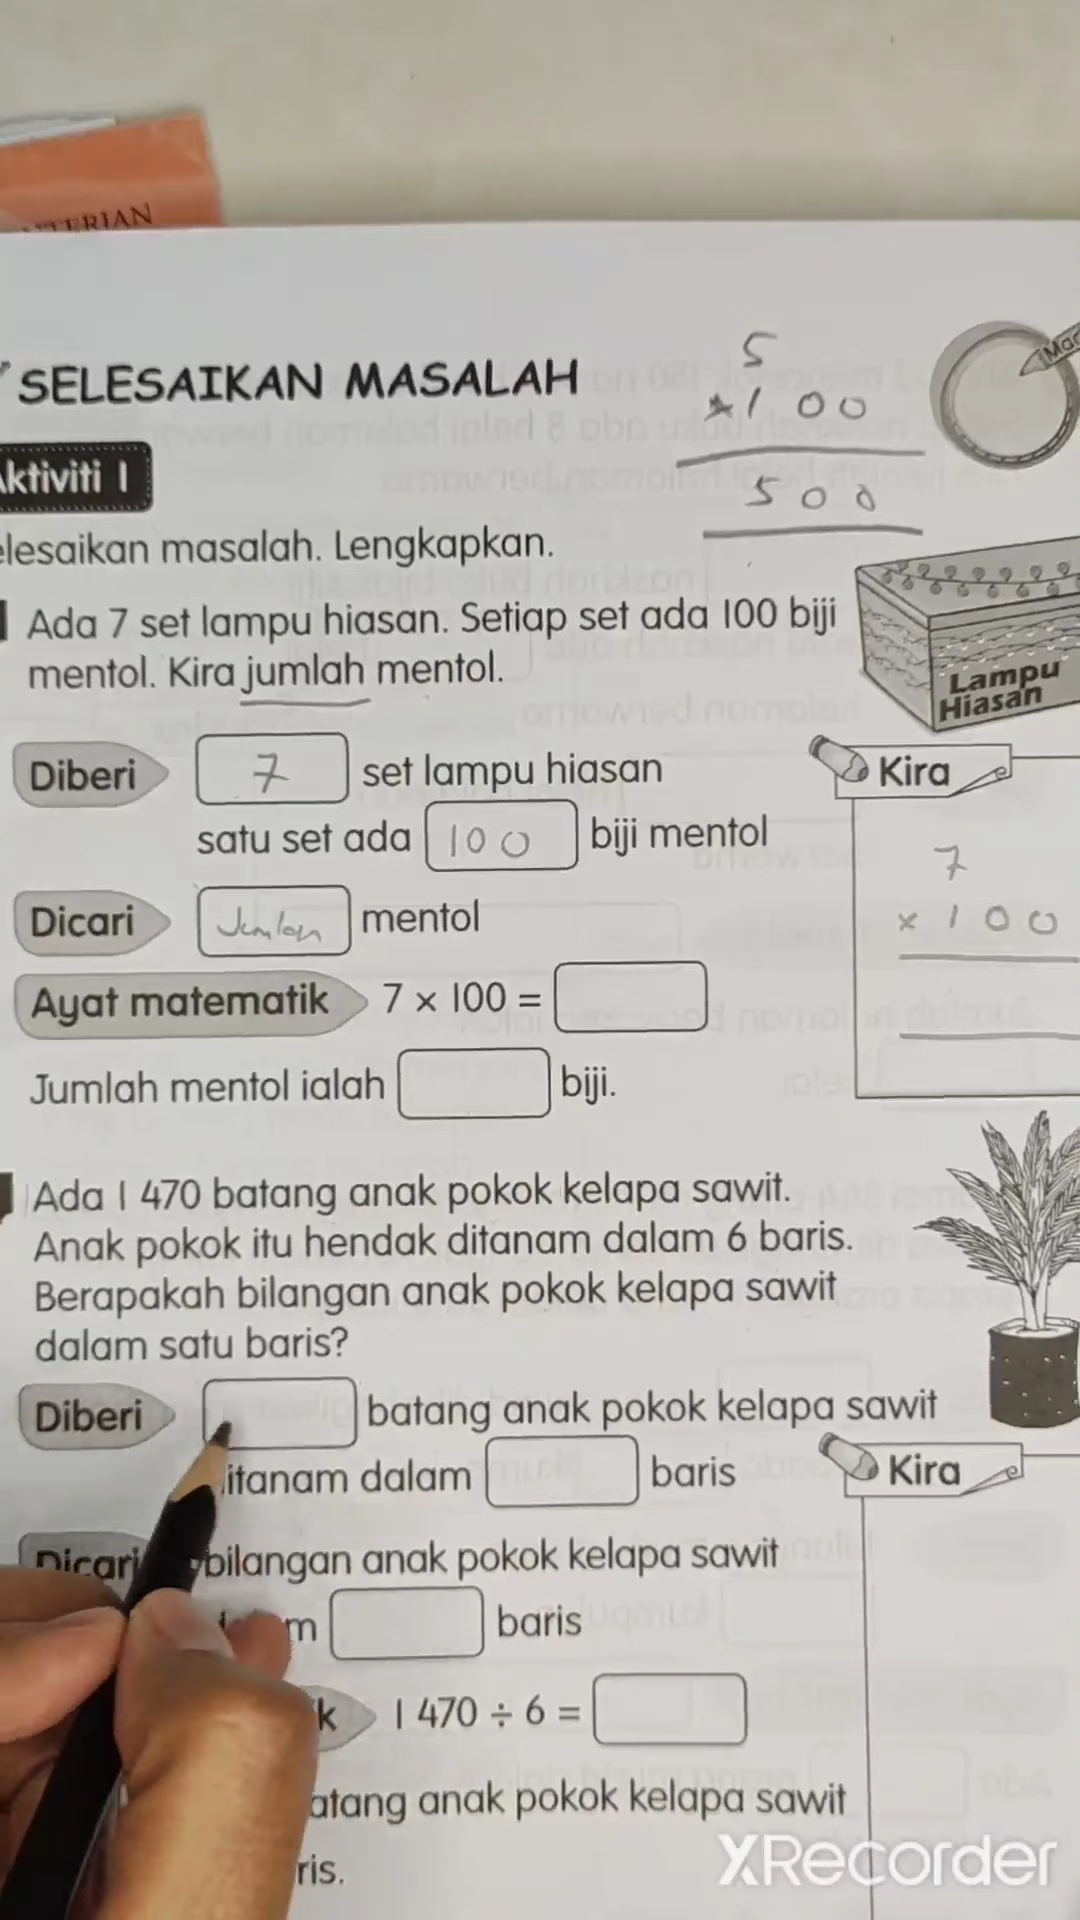 TERIAN
SELESAIKAN MASALAH
5
×100
500
ktiviti 1
elesaikan masalah. Lengkapkan.
Ada 7 set lampu hiasan. Setiap set ada 100 biji
mentol. Kira jumlah mentol.
Lampu
Hiasan
Diberi 7 set lampu hiasan
satu set ada 100 biji mentol
Dicari Jumlah mentol
Ayat matematik 7 × 100 =
Jumlah mentol ialah biji.
Kira
7
× 100
Ada 1 470 batang anak pokok kelapa sawit.
Anak pokok itu hendak ditanam dalam 6 baris.
Berapakah bilangan anak pokok kelapa sawit
dalam satu baris?
Diberi batang anak pokok kelapa sawit
itanam dalam baris
Kira
Dicari bilangan anak pokok kelapa sawit
m baris
k 1 470 ÷ 6 =
atang anak pokok kelapa sawit
ris.
XRecorder